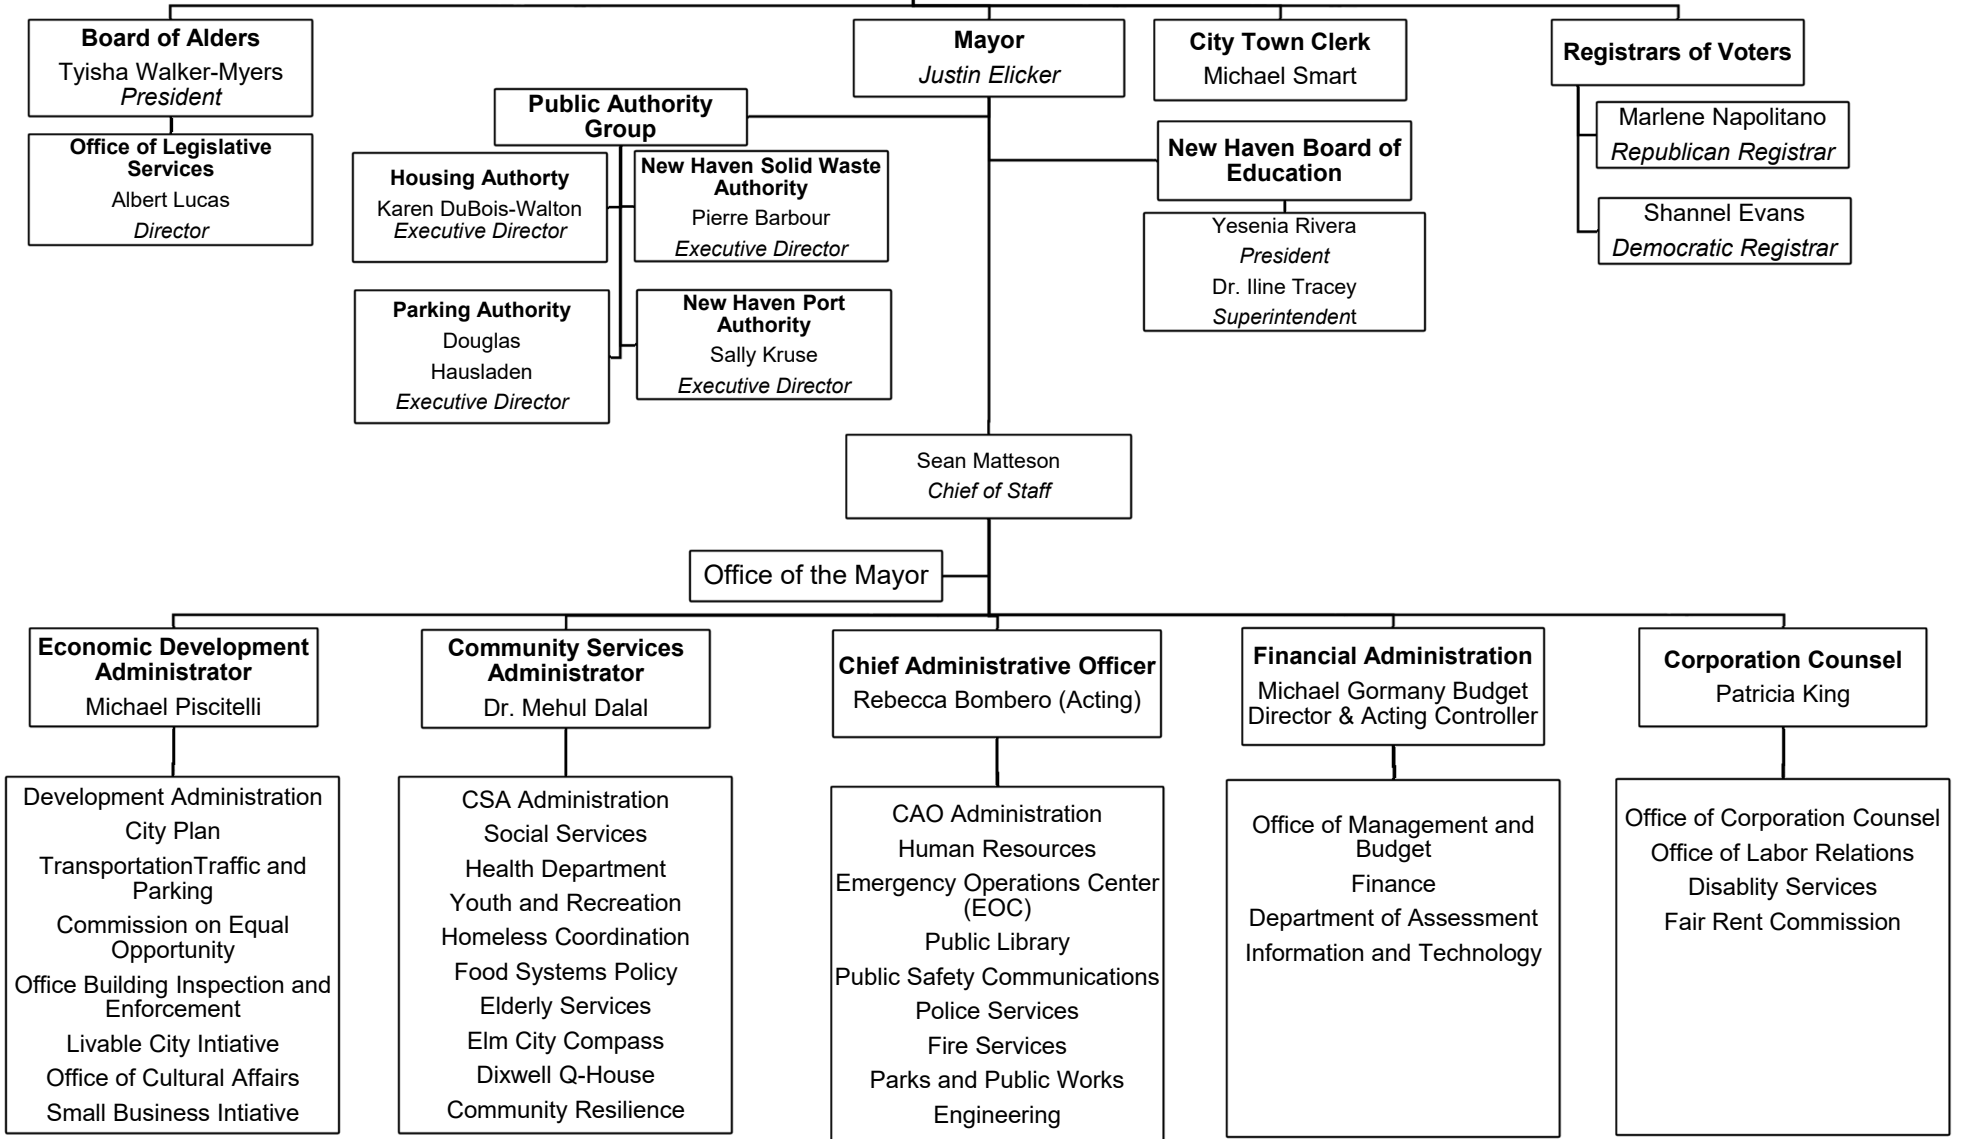 Board of Alders
Tyisha Walker-Myers
President
Office of Legislative
Services
Albert Lucas
Director
Mayor
Justin Elicker
City Town Clerk
Michael Smart
Registrars of Voters
Marlene Napolitano
Republican Registrar
Shannel Evans
Democratic Registrar
Public Authority
Group
Housing Authorty
Karen DuBois-Walton
Executive Director
New Haven Solid Waste
Authority
Pierre Barbour
Executive Director
Parking Authority
Douglas
Hausladen
Executive Director
New Haven Port
Authority
Sally Kruse
Executive Director
New Haven Board of
Education
Yesenia Rivera
President
Dr. Iline Tracey
Superintendent
Sean Matteson
Chief of Staff
Office of the Mayor
Economic Development
Administrator
Michael Piscitelli
Development Administration
City Plan
TransportationTraffic and
Parking
Commission on Equal
Opportunity
Office Building Inspection and
Enforcement
Livable City Intiative
Office of Cultural Affairs
Small Business Intiative
Community Services
Administrator
Dr. Mehul Dalal
CSA Administration
Social Services
Health Department
Youth and Recreation
Homeless Coordination
Food Systems Policy
Elderly Services
Elm City Compass
Dixwell Q-House
Community Resilience
Chief Administrative Officer
Rebecca Bombero (Acting)
CAO Administration
Human Resources
Emergency Operations Center
(EOC)
Public Library
Public Safety Communications
Police Services
Fire Services
Parks and Public Works
Engineering
Financial Administration
Michael Gormany Budget
Director & Acting Controller
Office of Management and
Budget
Finance
Department of Assessment
Information and Technology
Corporation Counsel
Patricia King
Office of Corporation Counsel
Office of Labor Relations
Disablity Services
Fair Rent Commission